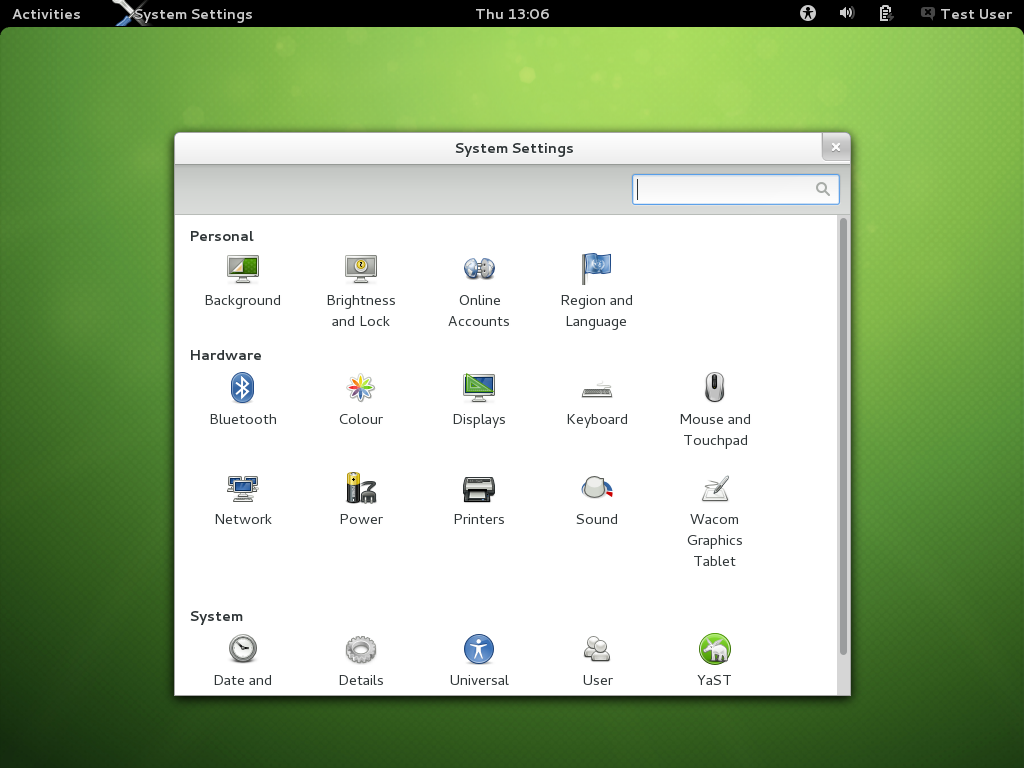 Activities System Settings Thu 13:06 Test User
System Settings
Personal
Background Brightness and Lock Online Accounts Region and Language
Hardware
Bluetooth Colour Displays Keyboard Mouse and Touchpad
Network Power Printers Sound Wacom Graphics Tablet
System
Date and Details Universal User YaST